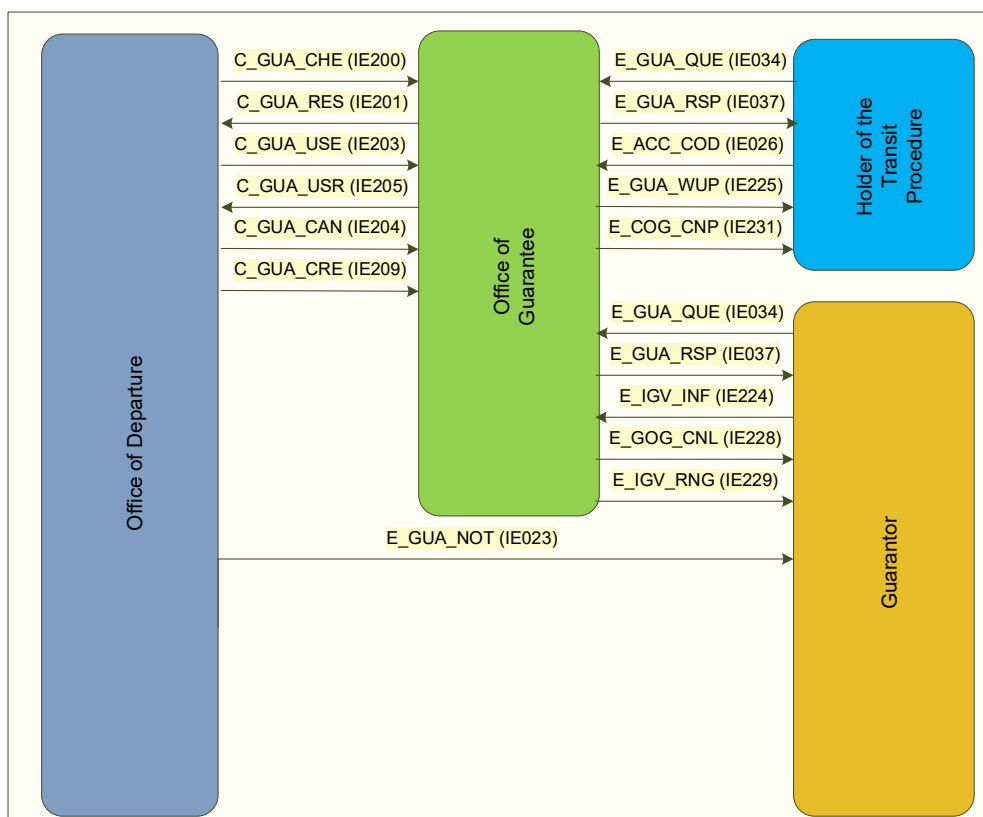 C_GUA_CHE (IE200)
C_GUA_RES (IE201)
C_GUA_USE (IE203)
C_GUA_USR (IE205)
C_GUA_CAN (IE204)
C_GUA_CRE (IE209)
E_GUA_QUE (IE034)
E_GUA_RSP (IE037)
E_ACC_COD (IE026)
E_GUA_WUP (IE225)
E_COG_CNP (IE231)
E_GUA_QUE (IE034)
E_GUA_RSP (IE037)
E_IGV_INF (IE224)
E_GOG_CNL (IE228)
E_IGV_RNG (IE229)
E_GUA_NOT (IE023)
Office of Departure
Office of
Guarantee
Holder of the
Transit
Procedure
Guarantor